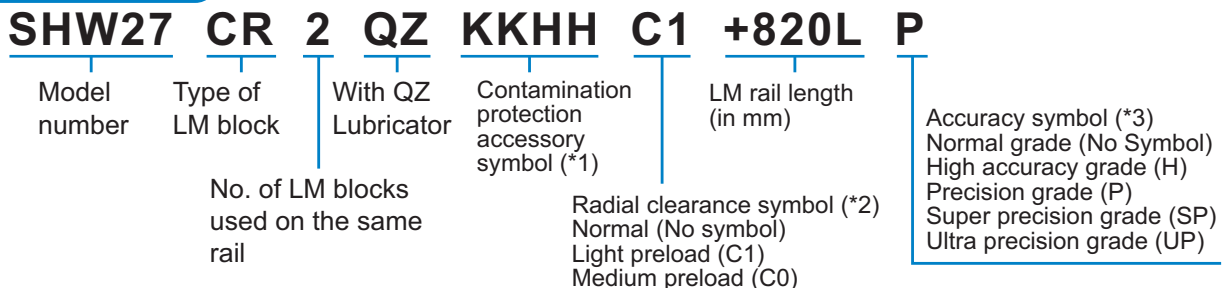 SHW27 CR 2 QZ KKHH C1 +820L P
Model
number
Type of
LM block
With QZ
Lubricator
Contamination
protection
accessory
symbol (*1)
LM rail length
(in mm)
Accuracy symbol (*3)
Normal grade (No Symbol)
High accuracy grade (H)
Precision grade (P)
Super precision grade (SP)
Ultra precision grade (UP)
No. of LM blocks
used on the same
rail
Radial clearance symbol (*2)
Normal (No symbol)
Light preload (C1)
Medium preload (C0)